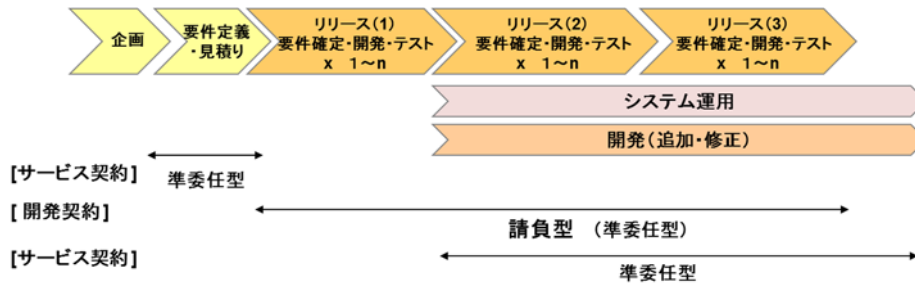 企画
要件定義
・見積り
リリース(1)
要件確定・開発・テスト
x 1～n
リリース(2)
要件確定・開発・テスト
x 1～n
リリース(3)
要件確定・開発・テスト
x 1～n
システム運用
開発(追加・修正)
[サービス契約]
準委任型
[ 開発契約]
請負型 (準委任型)
[サービス契約]
準委任型